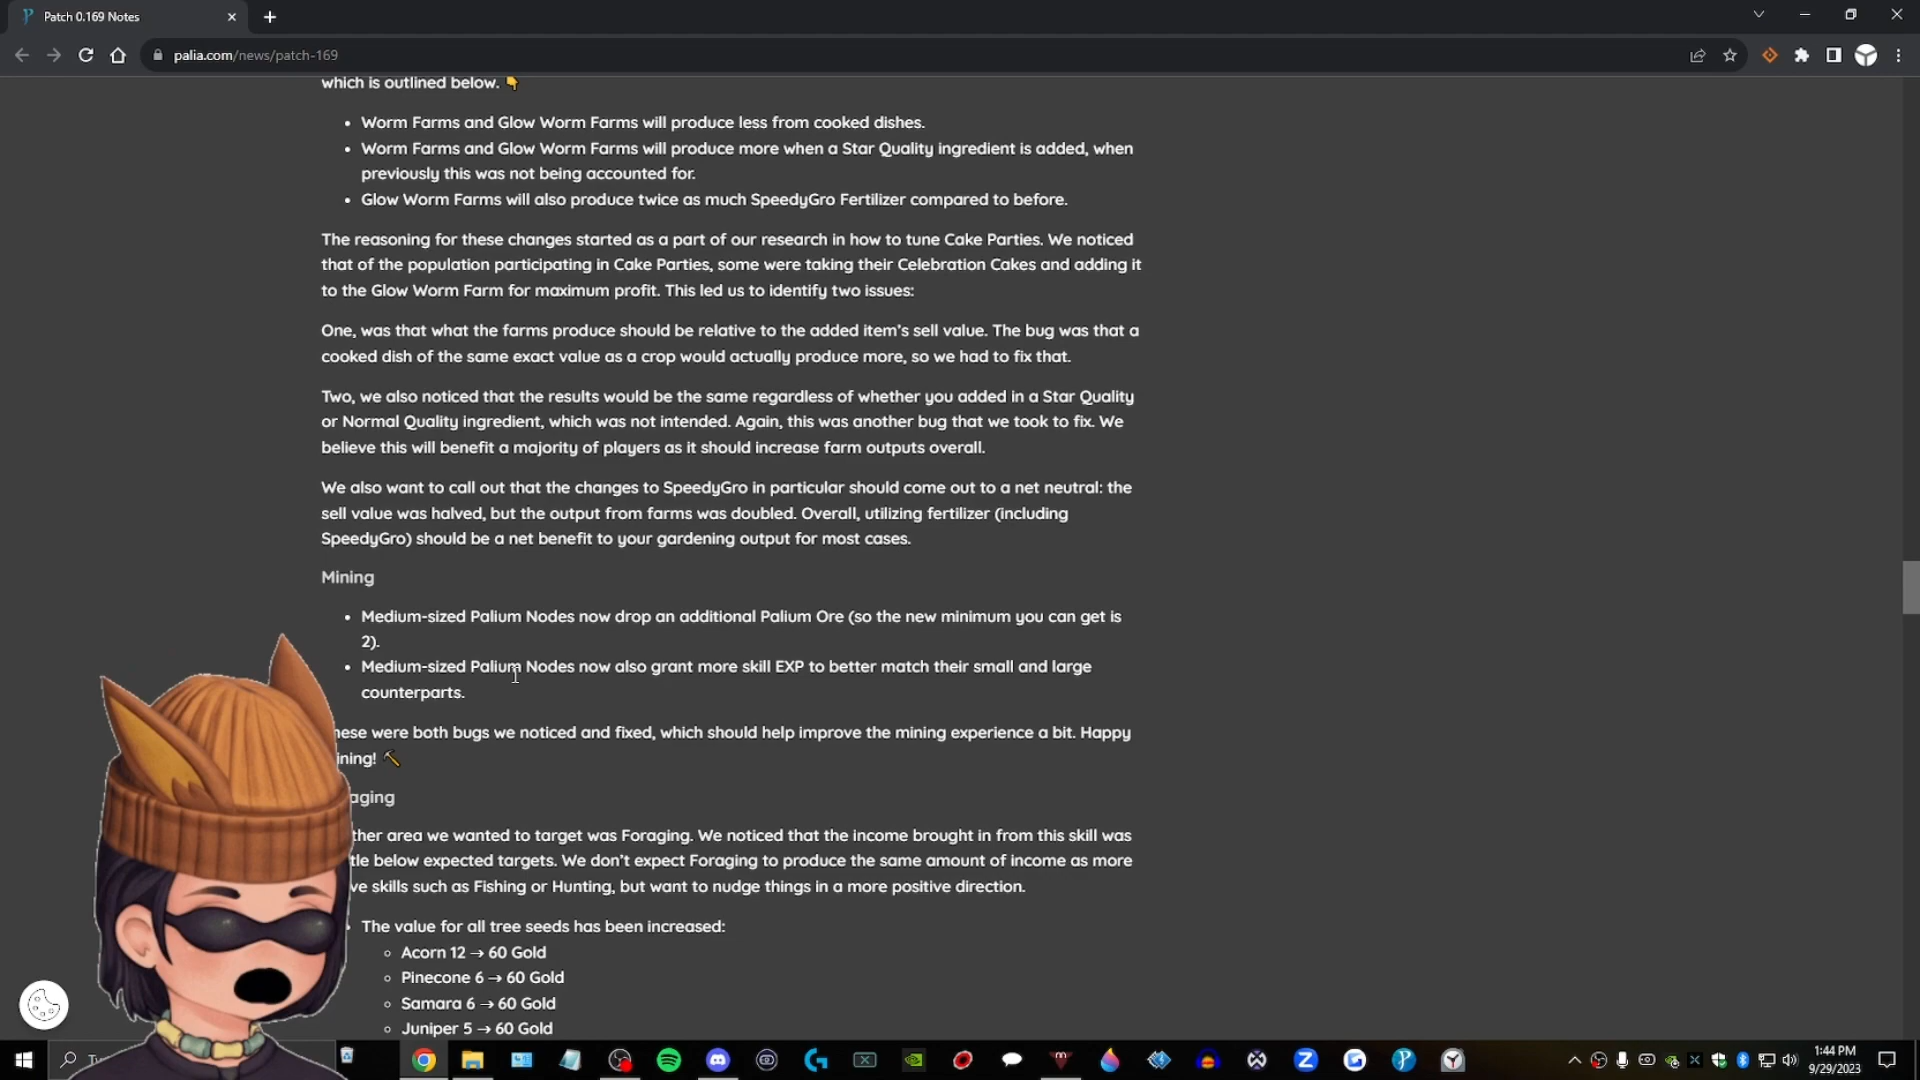 Patch 0.169 Notes
palia.com/news/patch-169
which is outlined below. 👇
• Worm Farms and Glow Worm Farms will produce less from cooked dishes.
• Worm Farms and Glow Worm Farms will produce more when a Star Quality ingredient is added, when
previously this was not being accounted for.
• Glow Worm Farms will also produce twice as much SpeedyGro Fertilizer compared to before.
The reasoning for these changes started as a part of our research in how to tune Cake Parties. We noticed
that of the population participating in Cake Parties, some were taking their Celebration Cakes and adding it
to the Glow Worm Farm for maximum profit. This led us to identify two issues:
One, was that what the farms produce should be relative to the added item's sell value. The bug was that a
cooked dish of the same exact value as a crop would actually produce more, so we had to fix that.
Two, we also noticed that the results would be the same regardless of whether you added in a Star Quality
or Normal Quality ingredient, which was not intended. Again, this was another bug that we took to fix. We
believe this will benefit a majority of players as it should increase farm outputs overall.
We also want to call out that the changes to SpeedyGro in particular should come out to a net neutral: the
sell value was halved, but the output from farms was doubled. Overall, utilizing fertilizer (including
SpeedyGro) should be a net benefit to your gardening output for most cases.
Mining
• Medium-sized Palium Nodes now drop an additional Palium Ore (so the new minimum you can get is
2).
• Medium-sized Palium Nodes now also grant more skill EXP to better match their small and large
counterparts.
hese were both bugs we noticed and fixed, which should help improve the mining experience a bit. Happy
ining! ⛏
aging
ther area we wanted to target was Foraging. We noticed that the income brought in from this skill was
tle below expected targets. We don't expect Foraging to produce the same amount of income as more
ve skills such as Fishing or Hunting, but want to nudge things in a more positive direction.
• The value for all tree seeds has been increased:
◦ Acorn 12 → 60 Gold
◦ Pinecone 6 → 60 Gold
◦ Samara 6 → 60 Gold
◦ Juniper 5 → 60 Gold
1:44 PM
9/29/2023